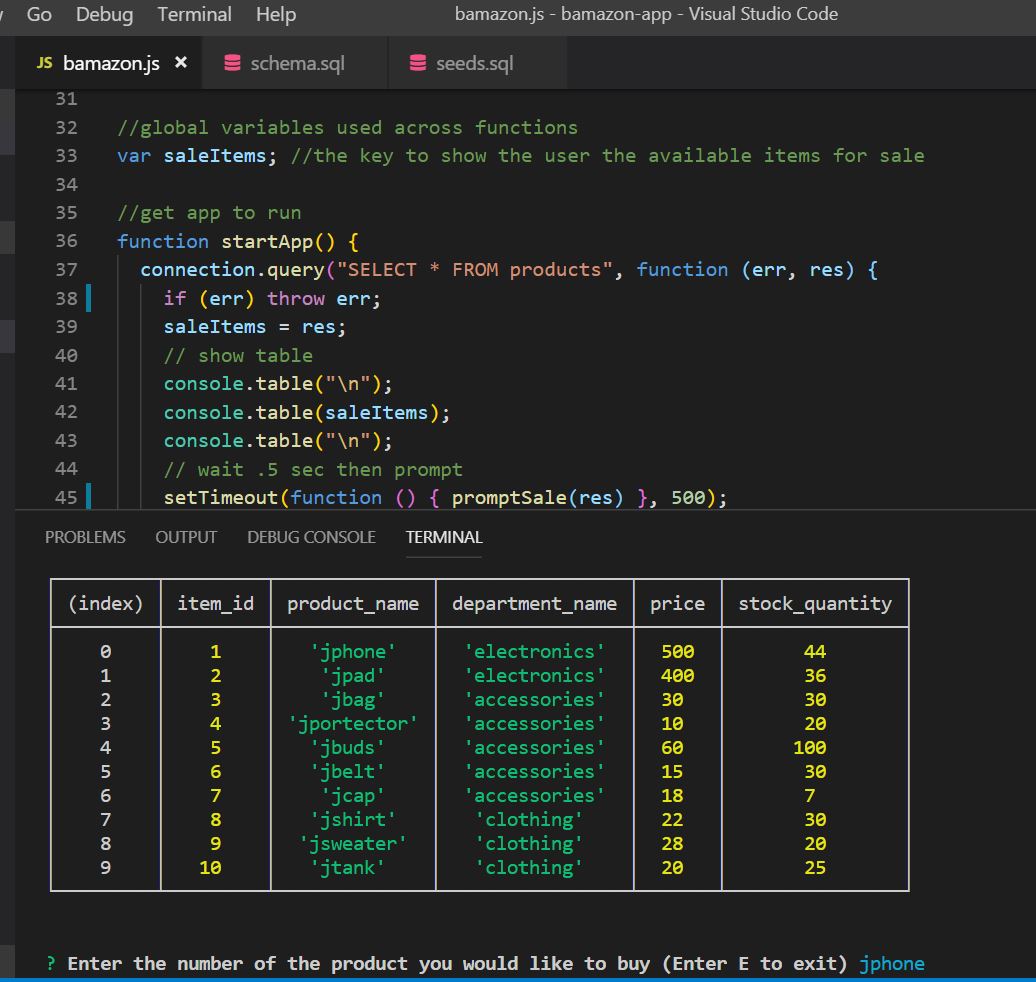 Go Debug Terminal Help bamazon.js - bamazon-app - Visual Studio Code
JS bamazon.js × schema.sql seeds.sql
31
32 //global variables used across functions
33 var saleItems; //the key to show the user the available items for sale
34
35 //get app to run
36 function startApp() {
37 connection.query("SELECT * FROM products", function (err, res) {
38 if (err) throw err;
39 saleItems = res;
40 // show table
41 console.table("\n");
42 console.table(saleItems);
43 console.table("\n");
44 // wait .5 sec then prompt
45 setTimeout(function () { promptSale(res) }, 500);
PROBLEMS OUTPUT DEBUG CONSOLE TERMINAL
(index) item_id product_name department_name price stock_quantity
0 1 'jphone' 'electronics' 500 44
1 2 'jpad' 'electronics' 400 36
2 3 'jbag' 'accessories' 30 30
3 4 'jportector' 'accessories' 10 20
4 5 'jbuds' 'accessories' 60 100
5 6 'jbelt' 'accessories' 15 30
6 7 'jcap' 'accessories' 18 7
7 8 'jshirt' 'clothing' 22 30
8 9 'jsweater' 'clothing' 28 20
9 10 'jtank' 'clothing' 20 25
? Enter the number of the product you would like to buy (Enter E to exit) jphone